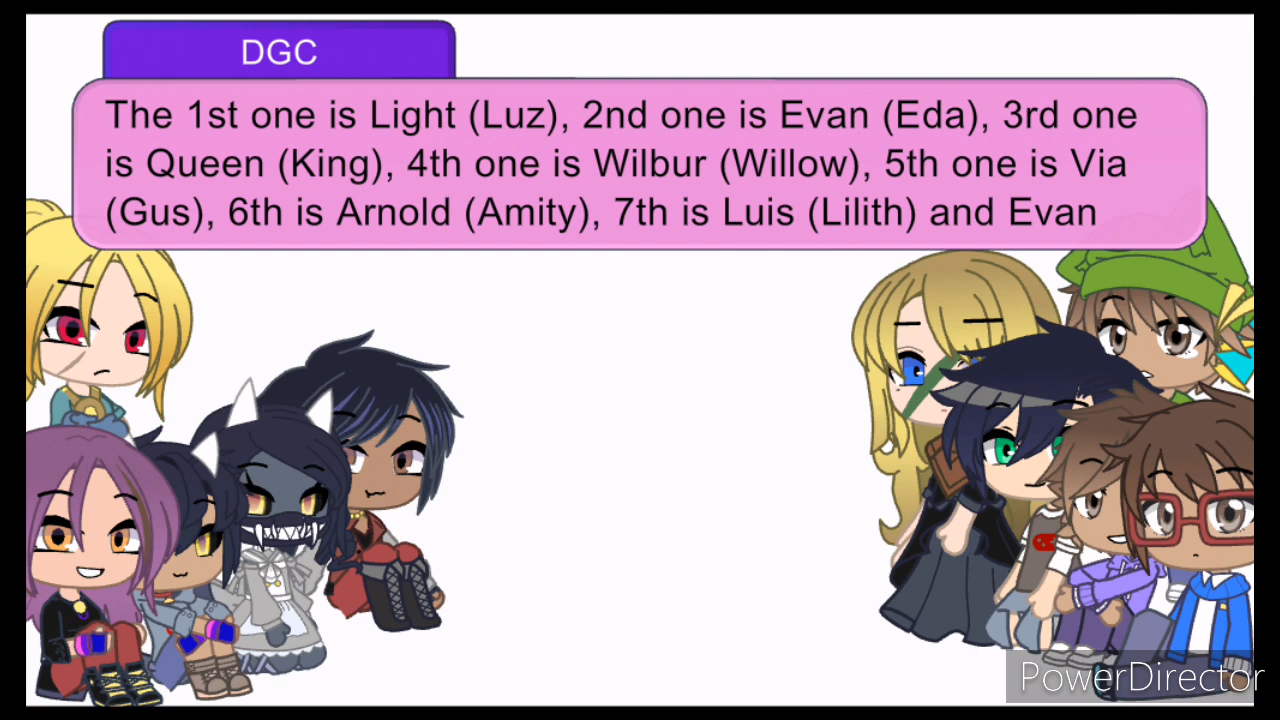 DGC
The 1st one is Light (Luz), 2nd one is Evan (Eda), 3rd one
is Queen (King), 4th one is Wilbur (Willow), 5th one is Via
(Gus), 6th is Arnold (Amity), 7th is Luis (Lilith) and Evan
PowerDirector